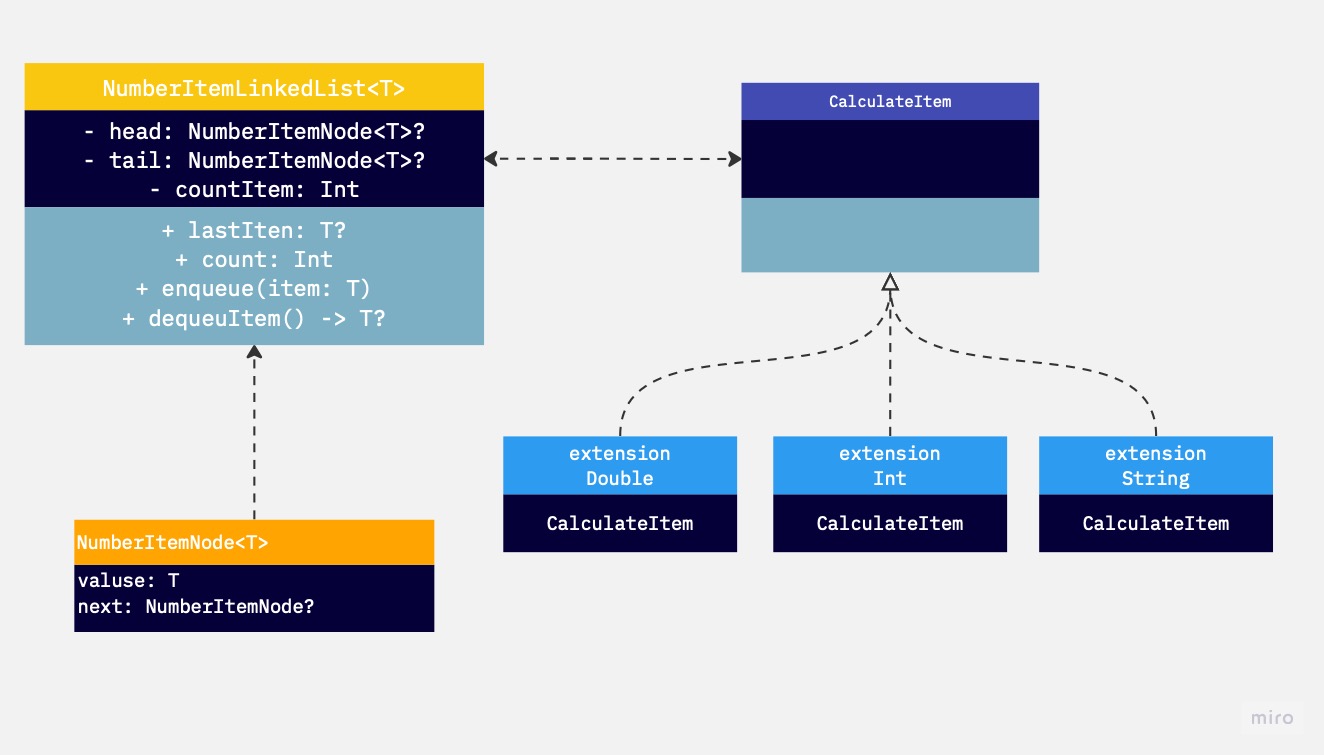 NumberItemLinkedList<T>
- head: NumberItemNode<T>?
- tail: NumberItemNode<T>?
- countItem: Int
+ lastIten: T?
+ count: Int
+ enqueue(item: T)
+ dequeuItem() -> T?
CalculateItem
NumberItemNode<T>
valuse: T
next: NumberItemNode?
extension
Double
CalculateItem
extension
Int
CalculateItem
extension
String
CalculateItem
miro